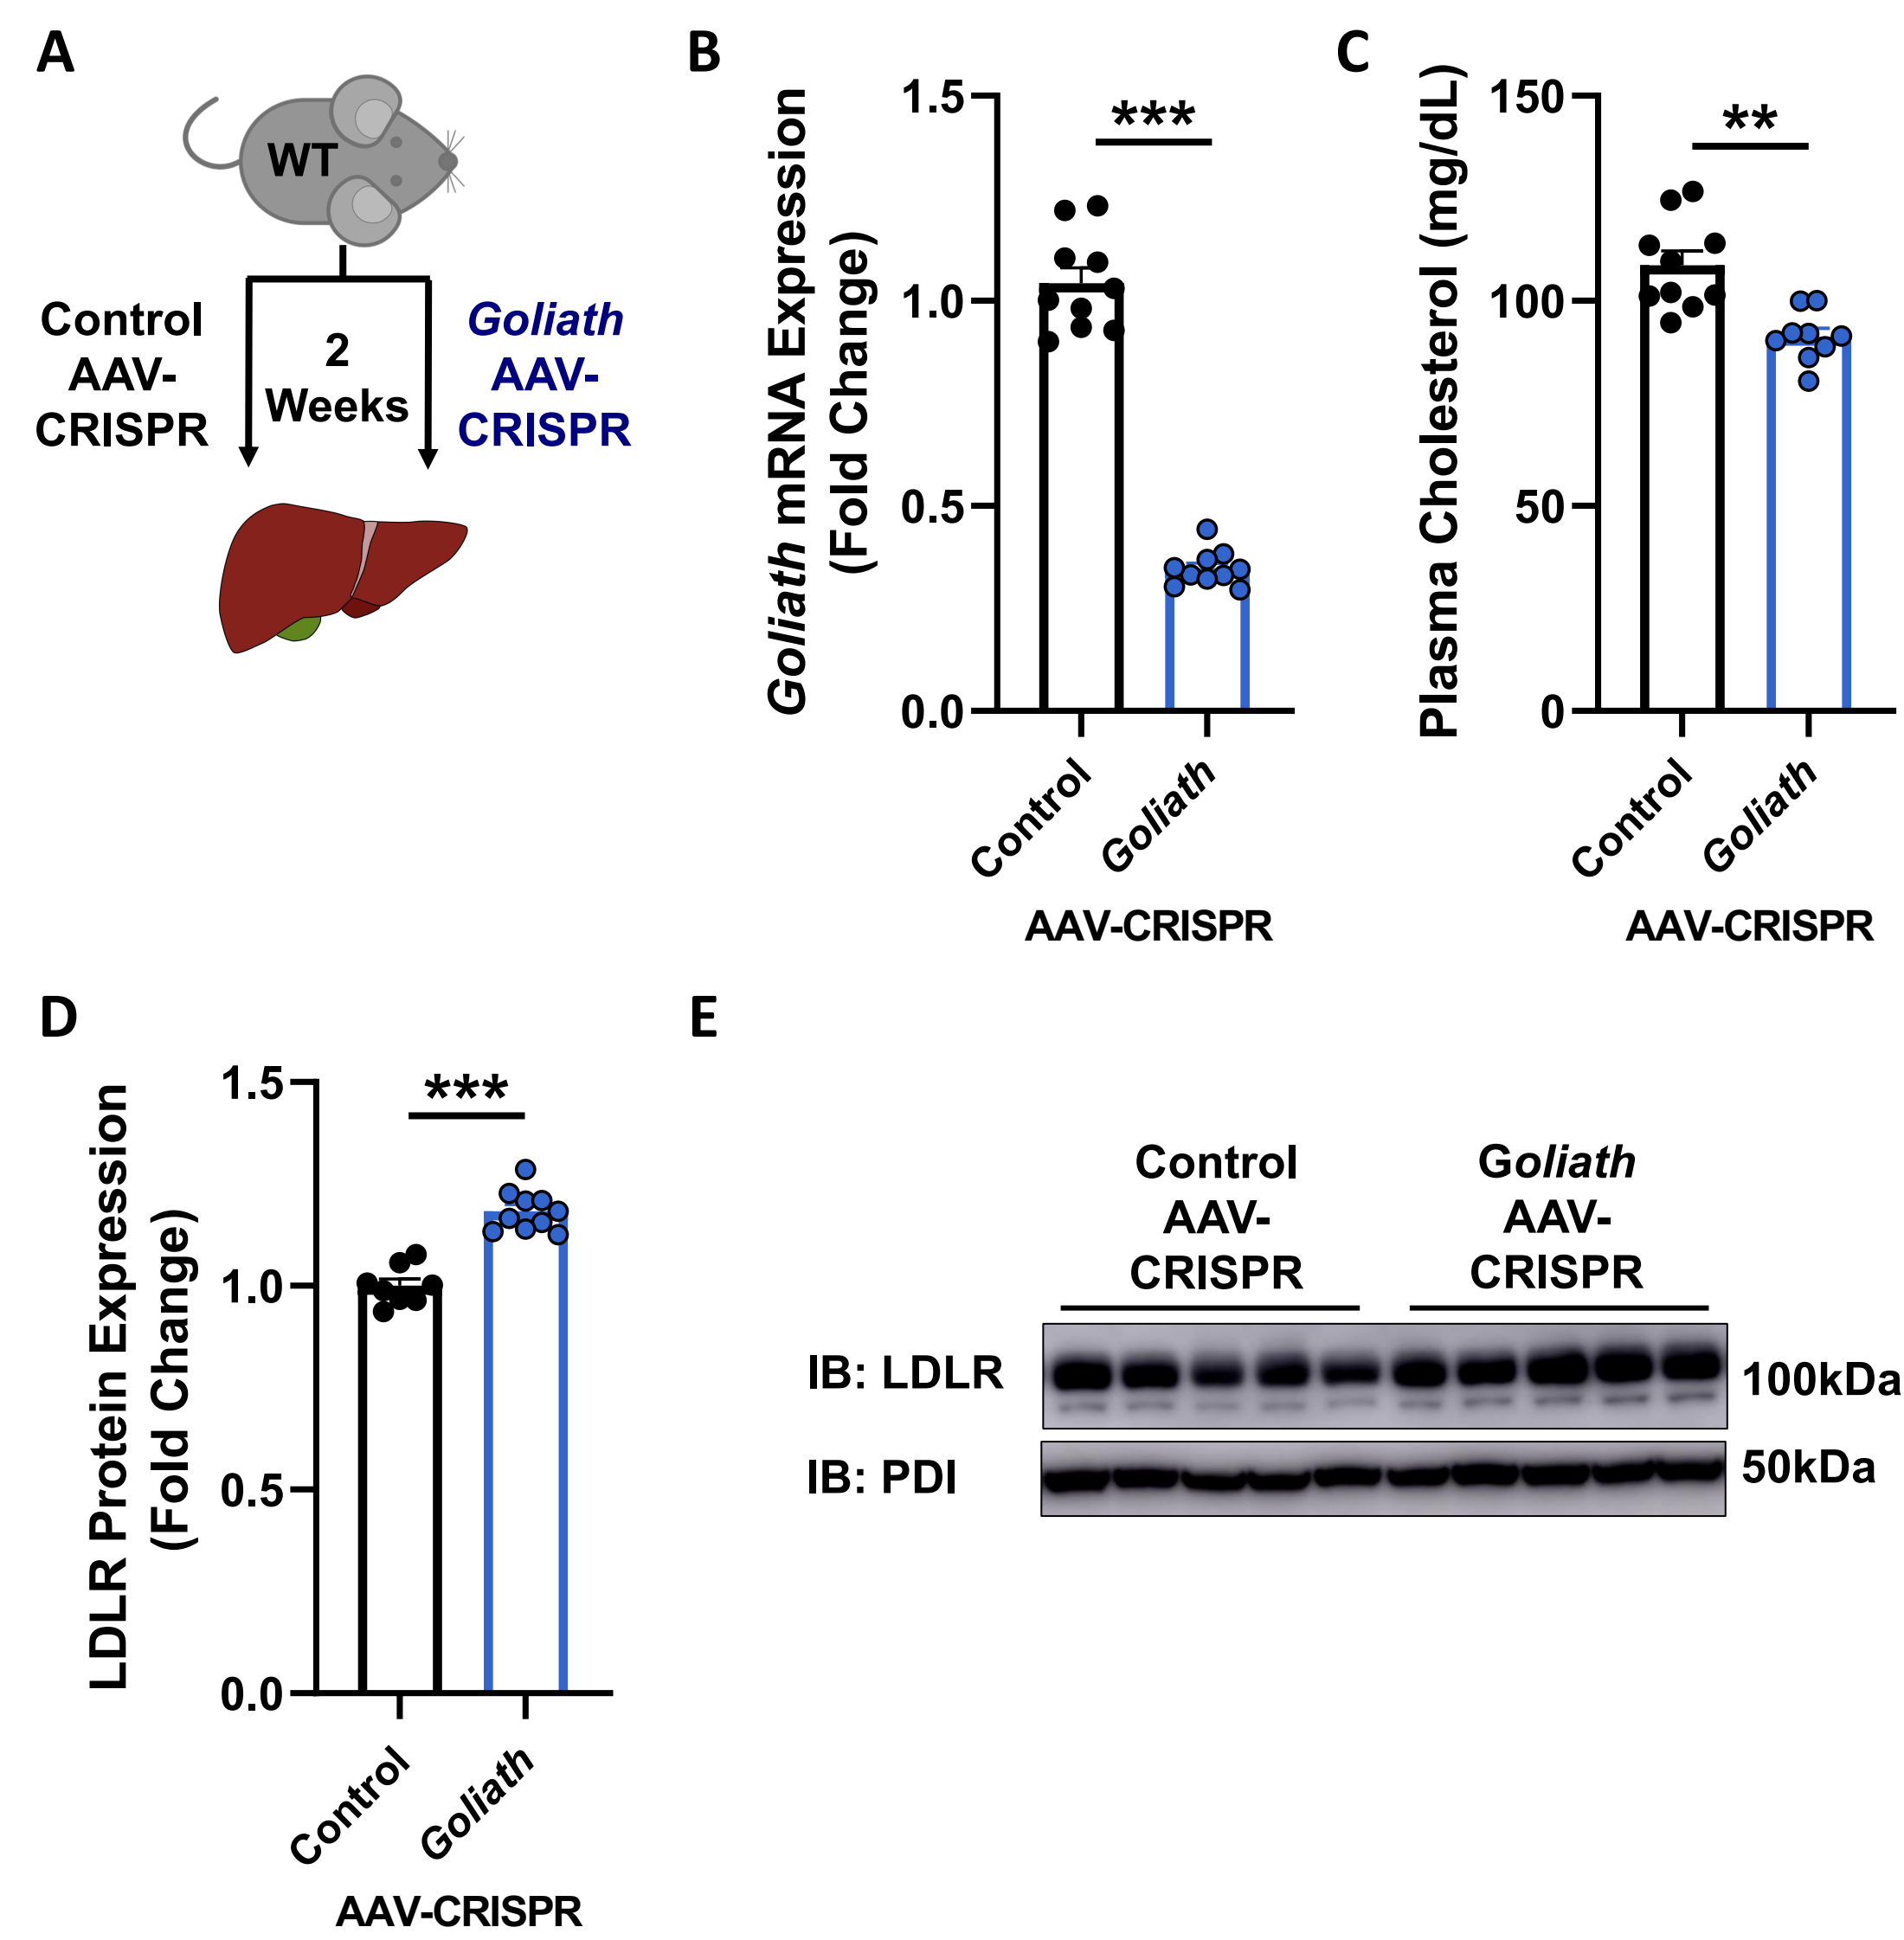 A
WT
Control
AAV-
CRISPR
2
Weeks
Goliath
AAV-
CRISPR
B
Goliath mRNA Expression
(Fold Change)
1.5
1.0
0.5
0.0
***
Control
Goliath
AAV-CRISPR
C
Plasma Cholesterol (mg/dL)
150
100
50
0
**
Control
Goliath
AAV-CRISPR
D
LDLR Protein Expression
(Fold Change)
1.5
1.0
0.5
0.0
***
Control
Goliath
AAV-CRISPR
E
Control
AAV-
CRISPR
Goliath
AAV-
CRISPR
IB: LDLR
100kDa
IB: PDI
50kDa